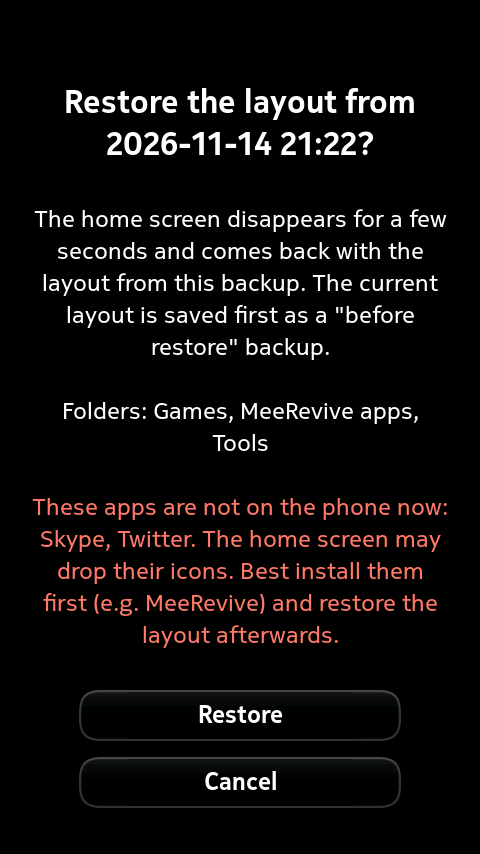 Restore the layout from
2026-11-14 21:22?
The home screen disappears for a few
seconds and comes back with the
layout from this backup. The current
layout is saved first as a "before
restore" backup.
Folders: Games, MeeRevive apps,
Tools
These apps are not on the phone now:
Skype, Twitter. The home screen may
drop their icons. Best install them
first (e.g. MeeRevive) and restore the
layout afterwards.
Restore
Cancel